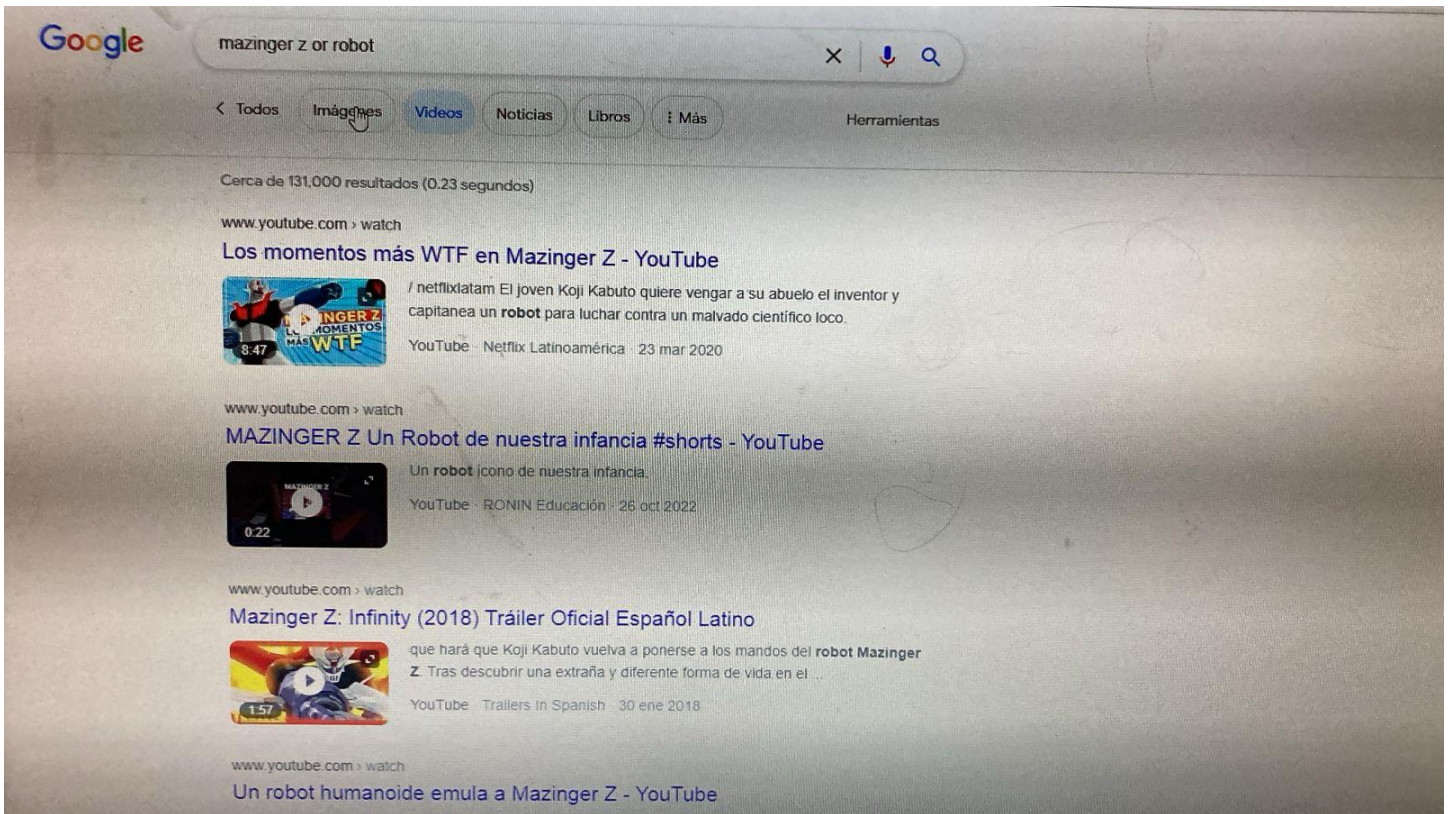 Google
mazinger z or robot
Todos Imágenes Videos Noticias Libros Más
Herramientas
Cerca de 131,000 resultados (0.23 segundos)
www.youtube.com › watch
Los momentos más WTF en Mazinger Z - YouTube
/ netflixlatam El joven Koji Kabuto quiere vengar a su abuelo el inventor y
capitanea un robot para luchar contra un malvado científico loco.
YouTube · Netflix Latinoamérica · 23 mar 2020
INGER Z
MOMENTOS
MÁS WTF
8:47
www.youtube.com › watch
MAZINGER Z Un Robot de nuestra infancia #shorts - YouTube
Un robot icono de nuestra infancia.
YouTube · RONIN Educación · 26 oct 2022
MAZINGER Z
0:22
www.youtube.com › watch
Mazinger Z: Infinity (2018) Tráiler Oficial Español Latino
que hará que Koji Kabuto vuelva a ponerse a los mandos del robot Mazinger
Z. Tras descubrir una extraña y diferente forma de vida en el ...
YouTube · Trailers In Spanish · 30 ene 2018
1:57
www.youtube.com › watch
Un robot humanoide emula a Mazinger Z - YouTube